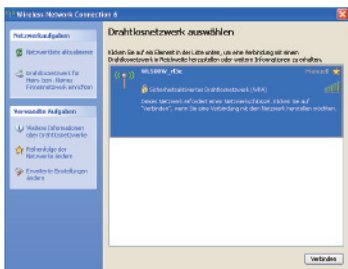 Wireless Network Connection 6
Netzwerkaufgaben
Netzwerkliste aktualisieren
Drahtlosnetzwerk für
Heim- bzw. kleines
Firmennetzwerk einrichten
Verwandte Aufgaben
Weitere Informationen
über Drahtlosnetzwerke
Reihenfolge der
Netzwerke ändern
Erweiterte Einstellungen
ändern
Drahtlosnetzwerk auswählen
Klicken Sie auf ein Element in der Liste unten, um eine Verbindung mit einem
Drahtlosnetzwerk in Reichweite herzustellen oder weitere Informationen zu erhalten.
Manuell
Sicherheitsaktiviertes Drahtlosnetzwerk (WPA)
Dieses Netzwerk erfordert einen Netzwerkschlüssel. Klicken Sie auf
"Verbinden", wenn Sie eine Verbindung mit dem Netzwerk herstellen möchten.
Verbinden